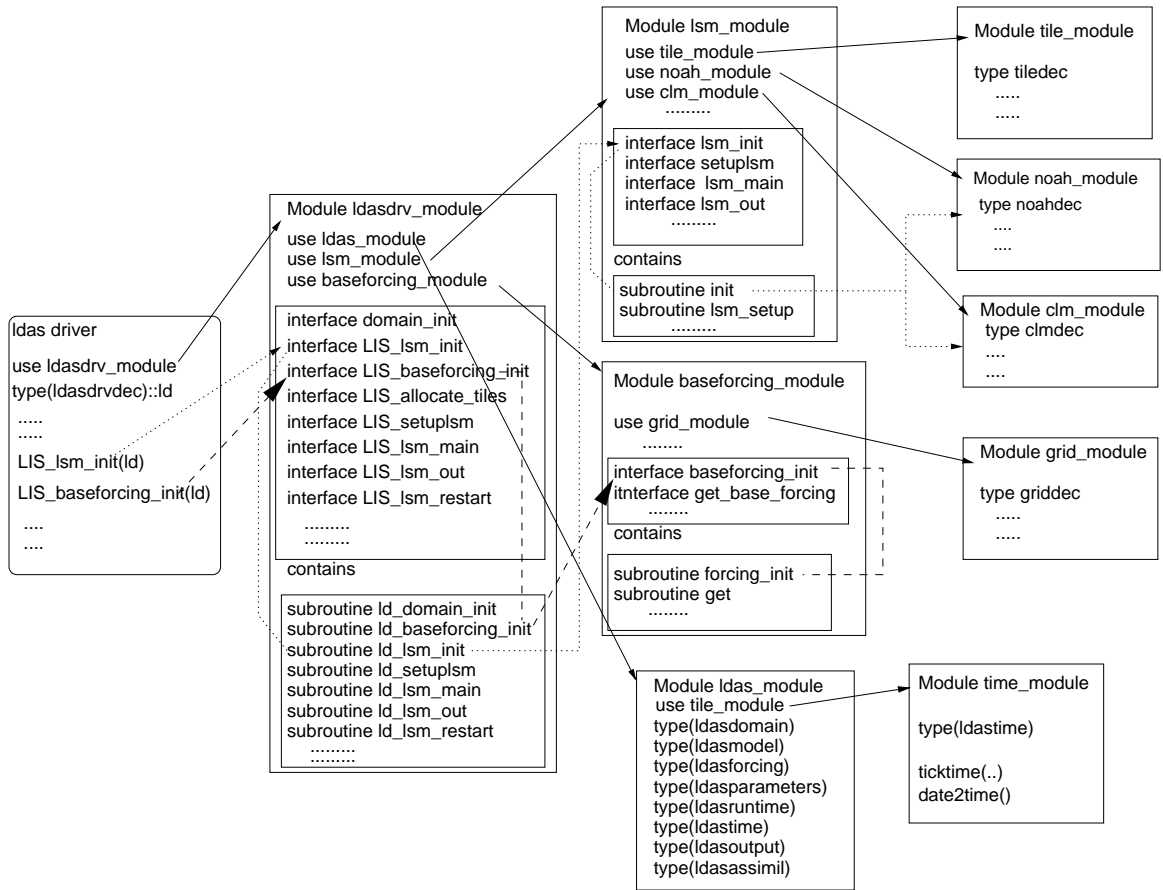 ldas driver
use ldasdrv_module
type(ldasdrvdec)::ld
.....
.....
LIS_lsm_init(ld)
LIS_baseforcing_init(ld)
....
....
Module ldasdrv_module
use ldas_module
use lsm_module
use baseforcing_module
interface domain_init
interface LIS_lsm_init
interface LIS_baseforcing_init
interface LIS_allocate_tiles
interface LIS_setuplsm
interface LIS_lsm_main
interface LIS_lsm_out
interface LIS_lsm_restart
.........
.........
contains
subroutine ld_domain_init
subroutine ld_baseforcing_init
subroutine ld_lsm_init
subroutine ld_setuplsm
subroutine ld_lsm_main
subroutine ld_lsm_out
subroutine ld_lsm_restart
.........
Module lsm_module
use tile_module
use noah_module
use clm_module
.........
interface lsm_init
interface setuplsm
interface lsm_main
interface lsm_out
.........
contains
subroutine init
subroutine lsm_setup
.........
Module baseforcing_module
use grid_module
........
interface baseforcing_init
itnterface get_base_forcing
........
contains
subroutine forcing_init
subroutine get
........
Module ldas_module
use tile_module
type(ldasdomain)
type(ldasmodel)
type(ldasforcing)
type(ldasparameters)
type(ldasruntime)
type(ldastime)
type(ldasoutput)
type(ldasassimil)
Module tile_module
type tiledec
.....
.....
Module noah_module
type noahdec
....
....
Module clm_module
type clmdec
....
....
Module grid_module
type griddec
.....
.....
Module time_module
type(ldastime)
ticktime(..)
date2time()